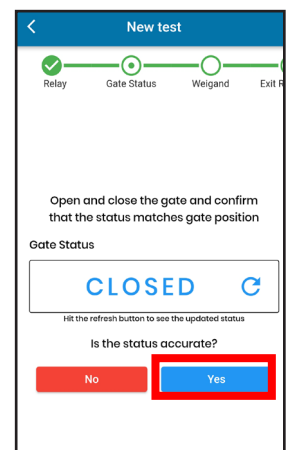 New test
Relay Gate Status Weigand Exit R
Open and close the gate and confirm
that the status matches gate position
Gate Status
CLOSED
Hit the refresh button to see the updated status
Is the status accurate?
No Yes